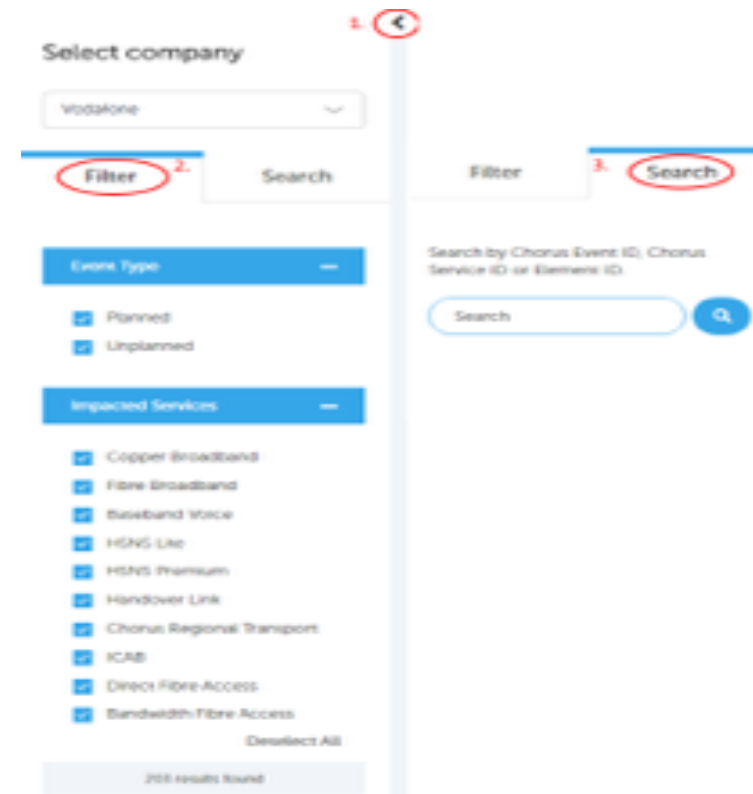 1.
Select company
Vodafone
Filter
2.
Search
Event Type
Planned
Unplanned
Impacted Services
Copper Broadband
Fibre Broadband
Baseband Voice
HSNS Lite
HSNS Premium
Handover Link
Chorus Regional Transport
ICAB
Direct Fibre Access
Bandwidth Fibre Access
Deselect All
results found
Filter
3.
Search
Search by Chorus Event ID, Chorus
Service ID or Element ID.
Search